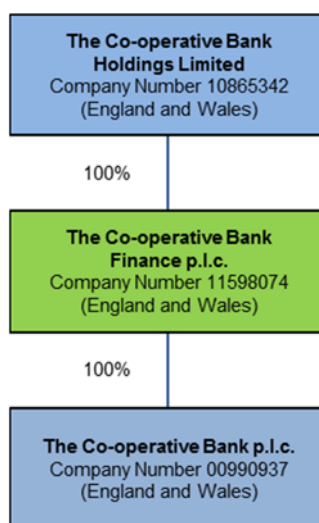 The Co-operative Bank
Holdings Limited
Company Number 10865342
(England and Wales)
100%
The Co-operative Bank
Finance p.l.c.
Company Number 11598074
(England and Wales)
100%
The Co-operative Bank p.l.c.
Company Number 00990937
(England and Wales)